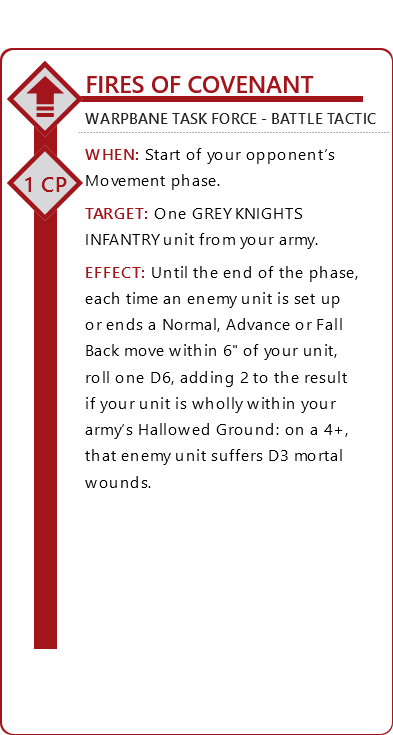 FIRES OF COVENANT
WARPBANE TASK FORCE - BATTLE TACTIC
WHEN: Start of your opponent's
Movement phase.
1 CP
TARGET: One GREY KNIGHTS
INFANTRY unit from your army.
EFFECT: Until the end of the phase,
each time an enemy unit is set up
or ends a Normal, Advance or Fall
Back move within 6" of your unit,
roll one D6, adding 2 to the result
if your unit is wholly within your
army's Hallowed Ground: on a 4+,
that enemy unit suffers D3 mortal
wounds.